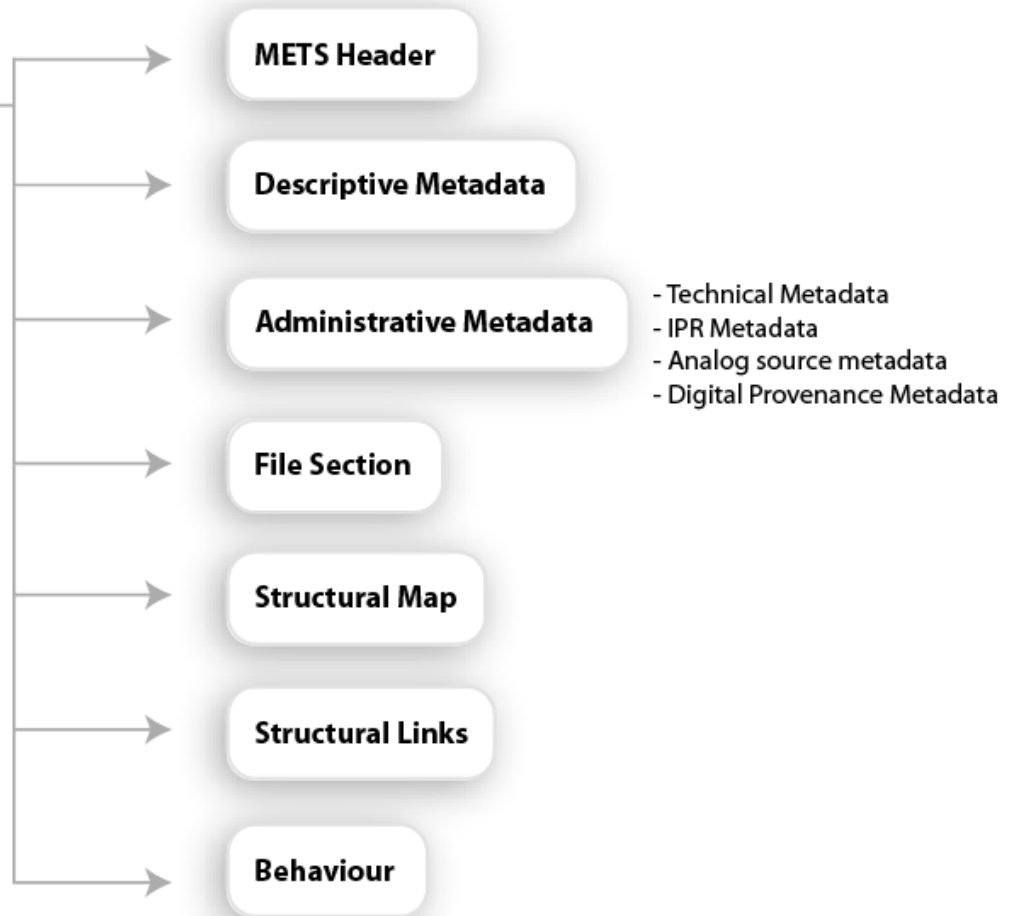 METS Header
Descriptive Metadata
Administrative Metadata
- Technical Metadata
- IPR Metadata
- Analog source metadata
- Digital Provenance Metadata
File Section
Structural Map
Structural Links
Behaviour